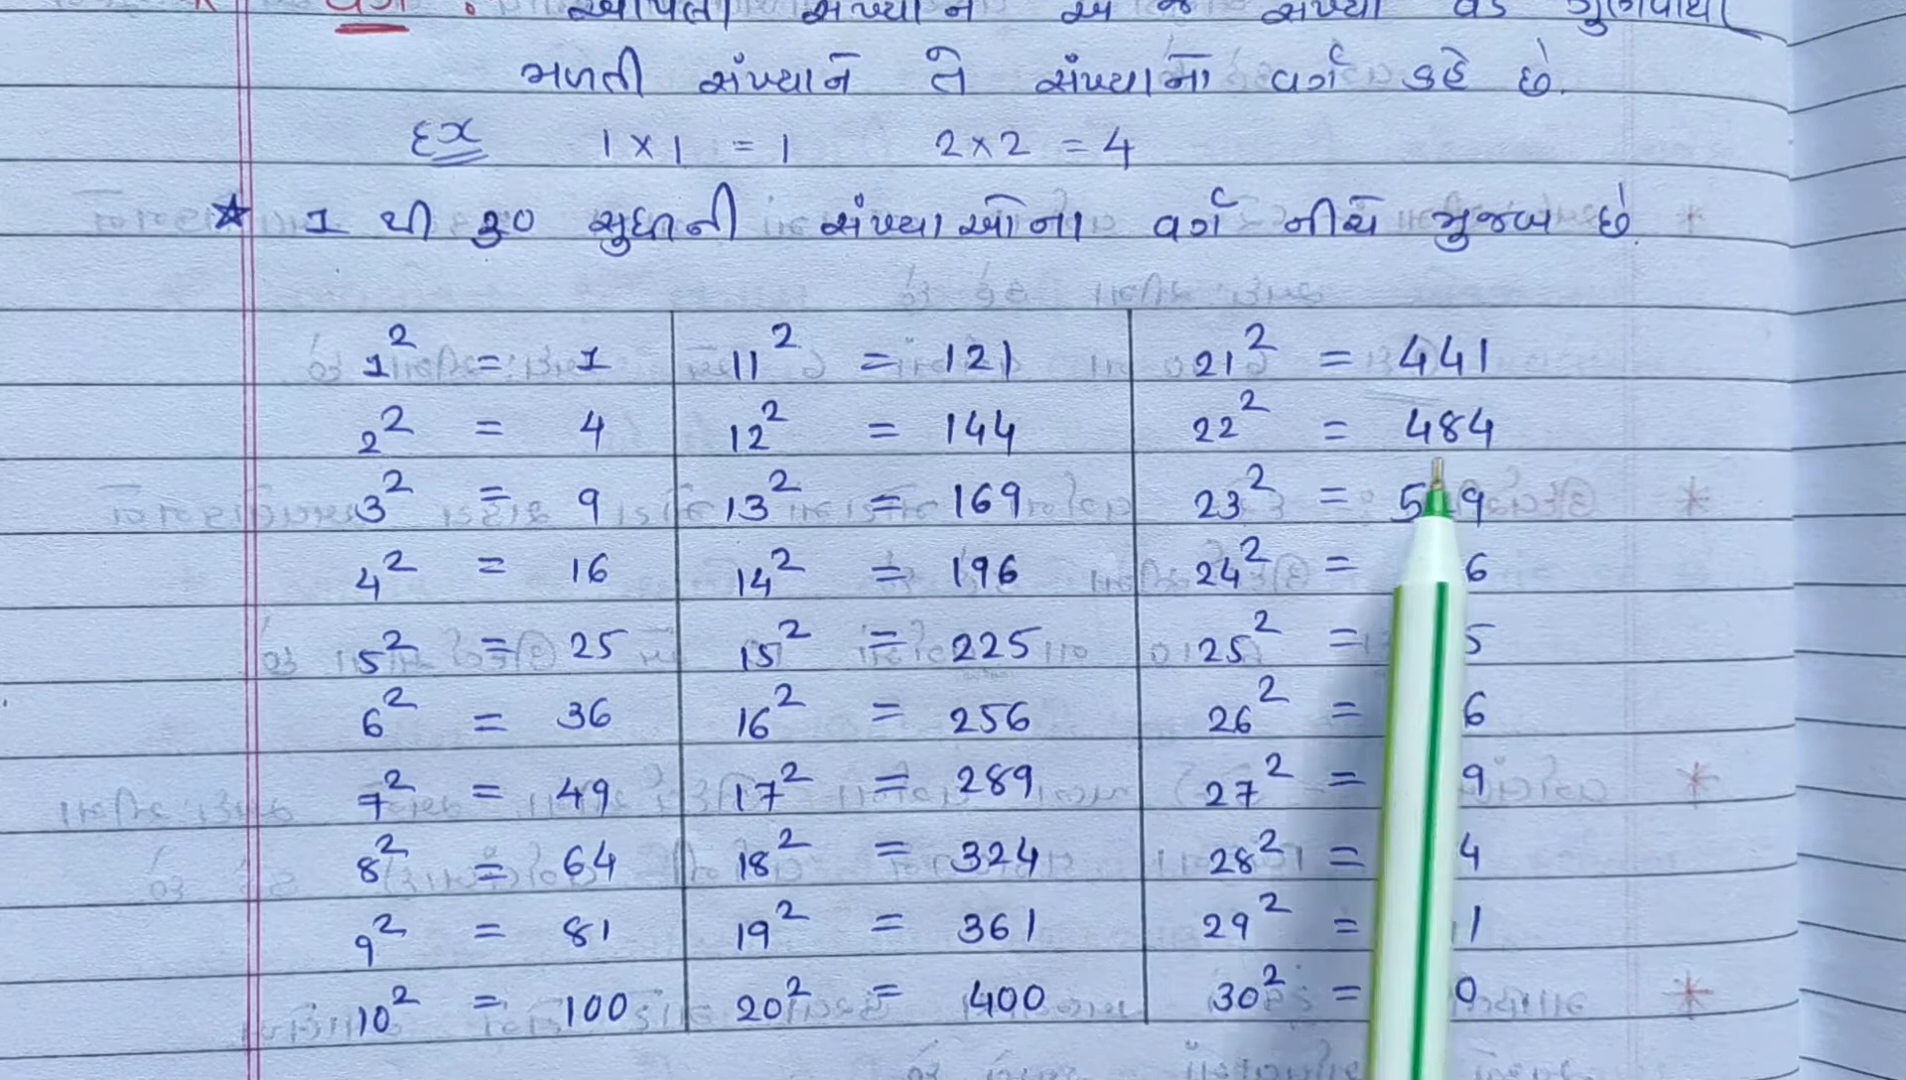 મળતી સંખ્યાને તે સંખ્યાનો વર્ગ કહે છે.
Ex 1 × 1 = 1 2 × 2 = 4
★ 1 થી 30 સુધાની સંખ્યાઓના વર્ગ નીચે મુજબ છે.
1² = 1 11² = 121 21² = 441
2² = 4 12² = 144 22² = 484
3² = 9 13² = 169 23² =
4² = 16 14² = 196 24² =
5² = 25 15² = 225 25² =
6² = 36 16² = 256 26² =
7² = 49 17² = 289 27² =
8² = 64 18² = 324 28² =
9² = 81 19² = 361 29² =
10² = 100 20² = 400 30² =